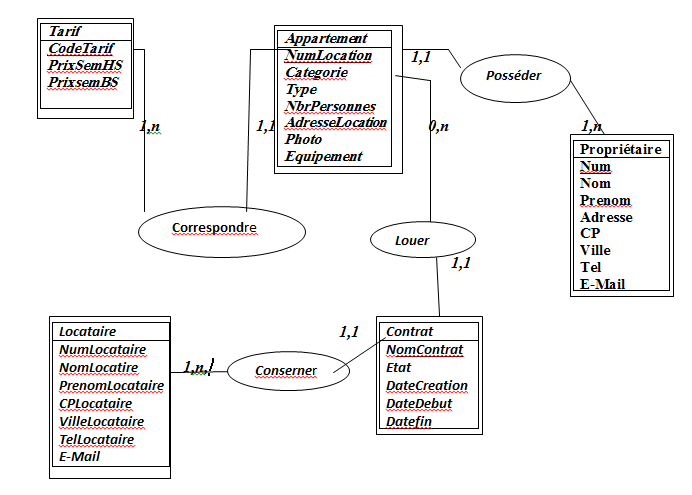 Tarif
CodeTarif
PrixSemHS
PrixsemBS
1,n
Appartement
NumLocation
Categorie
Type
NbrPersonnes
AdresseLocation
Photo
Equipement
1,1
1,1
0,n
Posséder
1,n
Propriétaire
Num
Nom
Prenom
Adresse
CP
Ville
Tel
E-Mail
Correspondre
Louer
1,1
Locataire
NumLocataire
NomLocatire
PrenomLocataire
CPLocataire
VilleLocataire
TelLocataire
E-Mail
1,n,/
Conserner
1,1
Contrat
NomContrat
Etat
DateCreation
DateDebut
Datefin